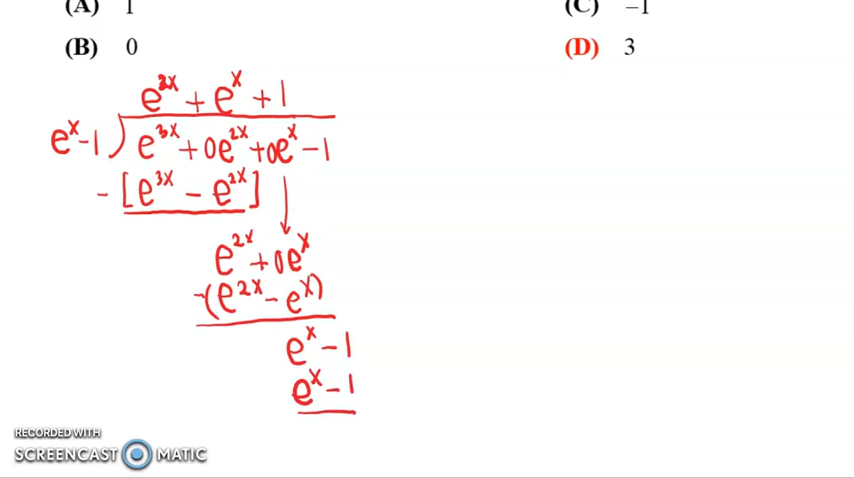 (A) 1
(C) –1
(B) 0
(D) 3
e^{2x} + e^x + 1
e^x - 1 ) e^{3x} + 0e^{2x} + 0e^x - 1
- [e^{3x} - e^{2x}]
e^{2x} + 0e^x
-(e^{2x} - e^x)
e^x - 1
e^x - 1
RECORDED WITH
SCREENCAST MATIC